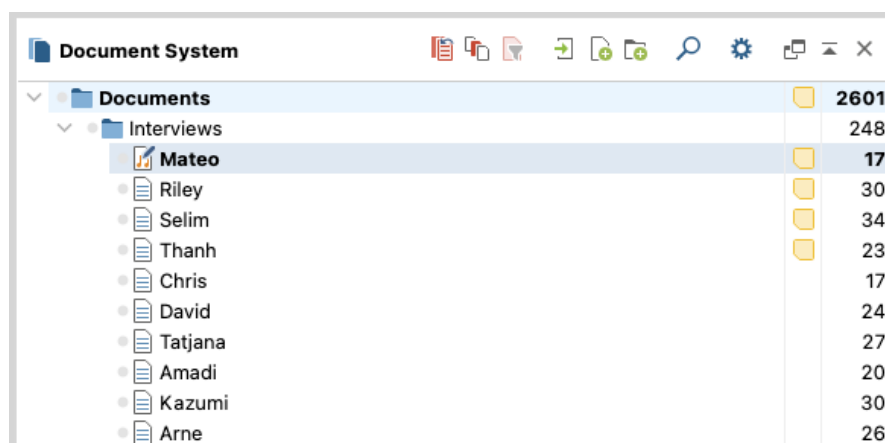 Document System
Documents 2601
Interviews 248
Mateo 17
Riley 30
Selim 34
Thanh 23
Chris 17
David 24
Tatjana 27
Amadi 20
Kazumi 30
Arne 26